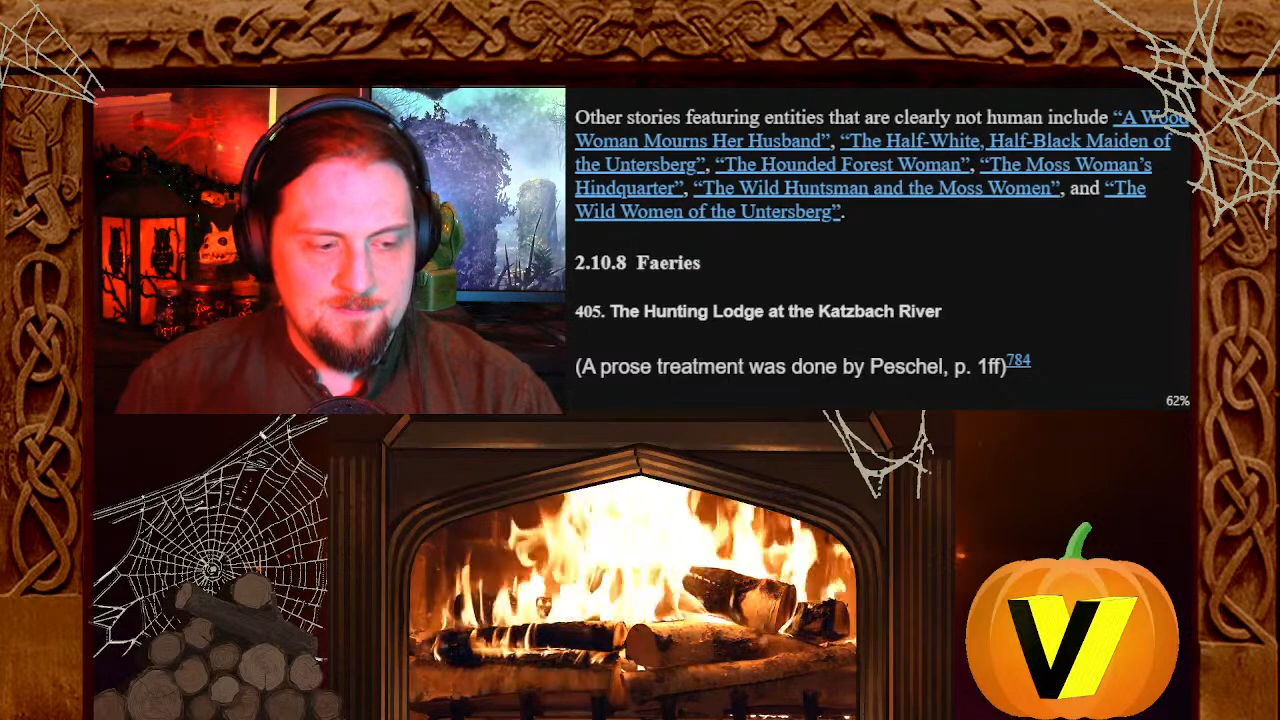 Other stories featuring entities that are clearly not human include “A Wood
Woman Mourns Her Husband”, “The Half-White, Half-Black Maiden of
the Untersberg”, “The Hounded Forest Woman”, “The Moss Woman’s
Hindquarter”, “The Wild Huntsman and the Moss Women”, and “The
Wild Women of the Untersberg”.
2.10.8 Faeries
405. The Hunting Lodge at the Katzbach River
(A prose treatment was done by Peschel, p. 1ff)784
62%
V